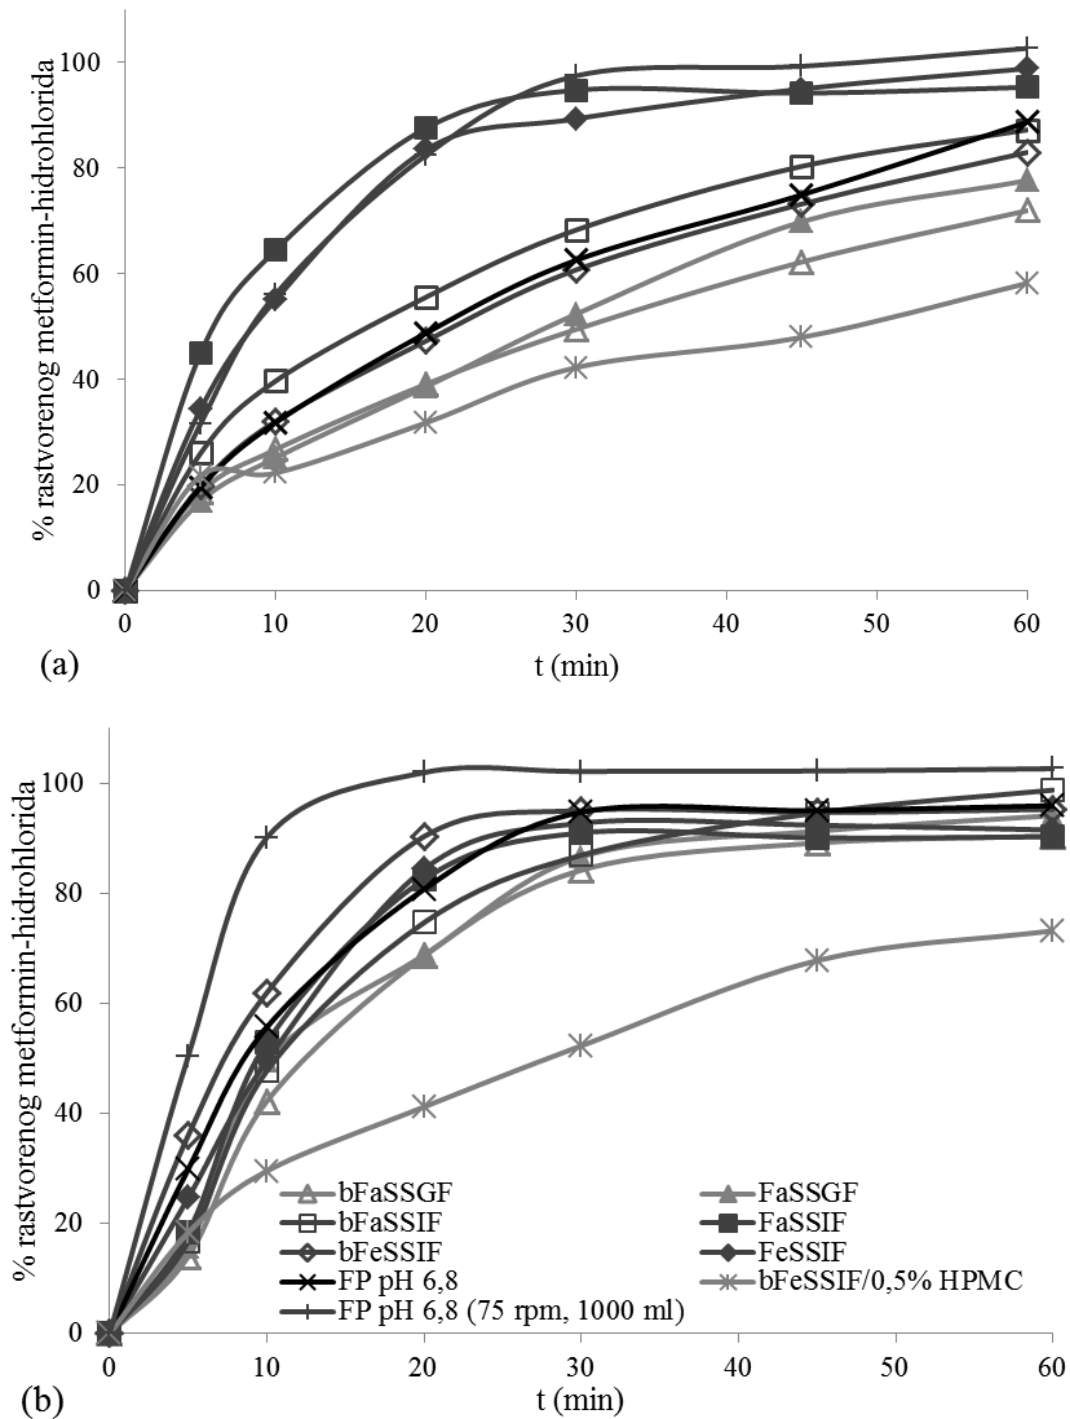 % rastvorenog metformin-hidrohlorida
100
80
60
40
20
0
0 10 20 30 40 50 60
t (min)
(a)
% rastvorenog metformin-hidrohlorida
100
80
60
40
20
0
bFaSSGF FaSSGF
bFaSSIF FaSSIF
bFeSSIF FeSSIF
FP pH 6,8 bFeSSIF/0,5% HPMC
FP pH 6,8 (75 rpm, 1000 ml)
0 10 20 30 40 50 60
t (min)
(b)